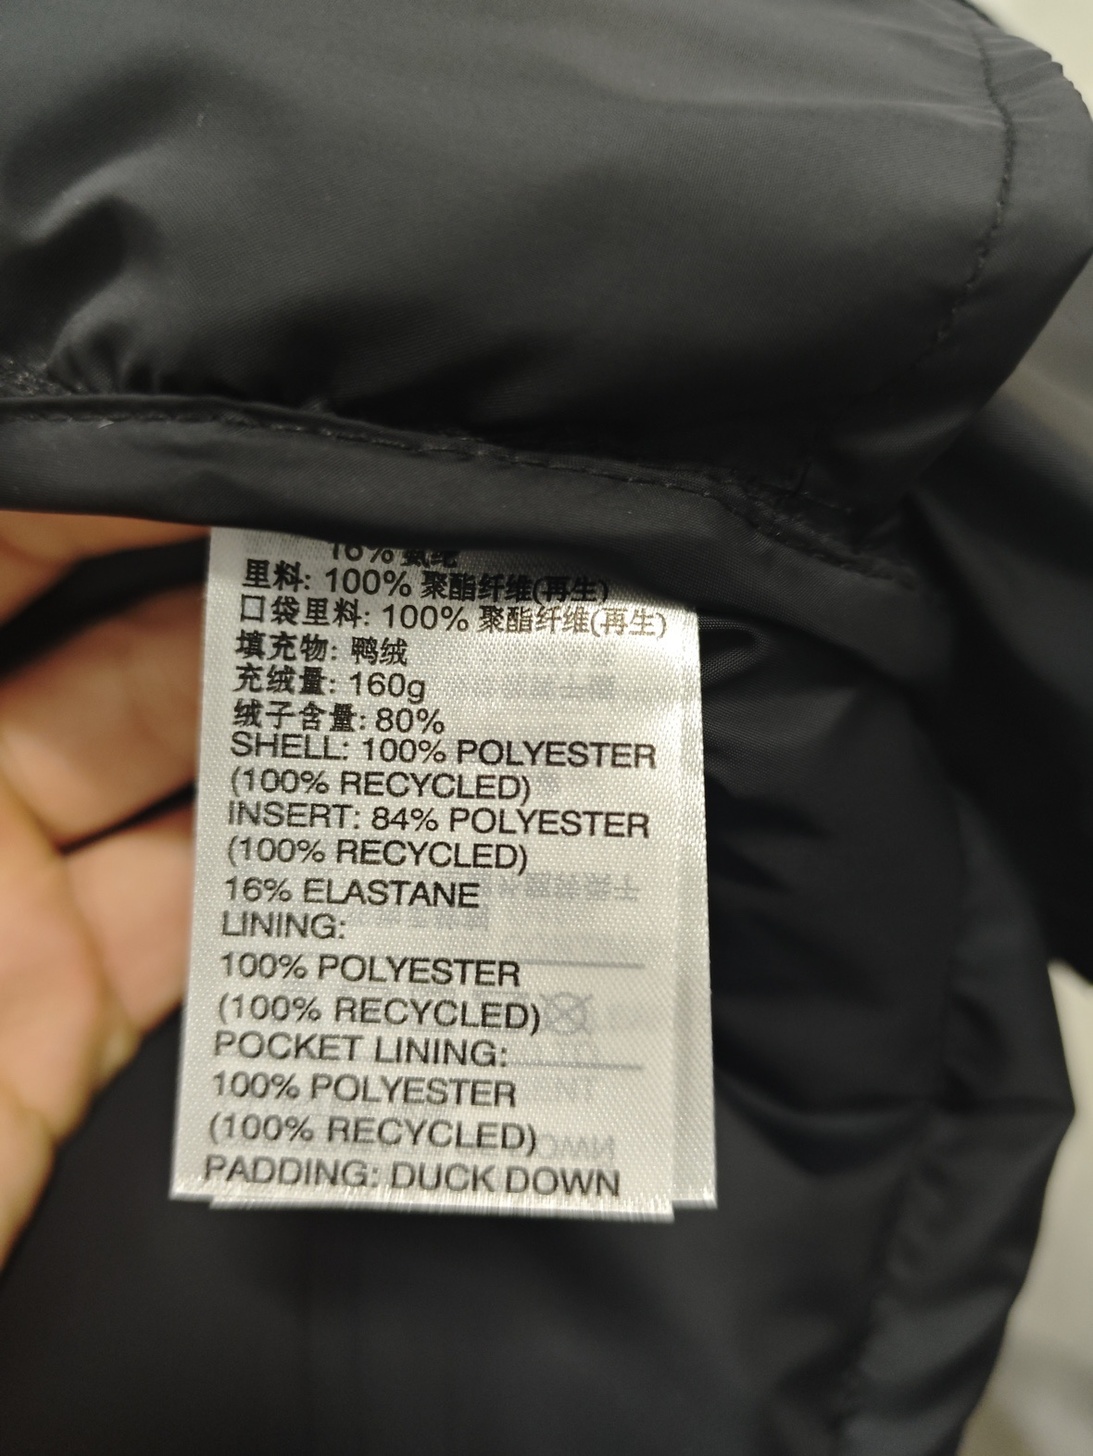 16% 氨纶
里料: 100% 聚酯纤维(再生)
口袋里料: 100% 聚酯纤维(再生)
填充物: 鸭绒
充绒量: 160g
绒子含量: 80%
SHELL: 100% POLYESTER
(100% RECYCLED)
INSERT: 84% POLYESTER
(100% RECYCLED)
16% ELASTANE
LINING:
100% POLYESTER
(100% RECYCLED)
POCKET LINING:
100% POLYESTER
(100% RECYCLED)
PADDING: DUCK DOWN